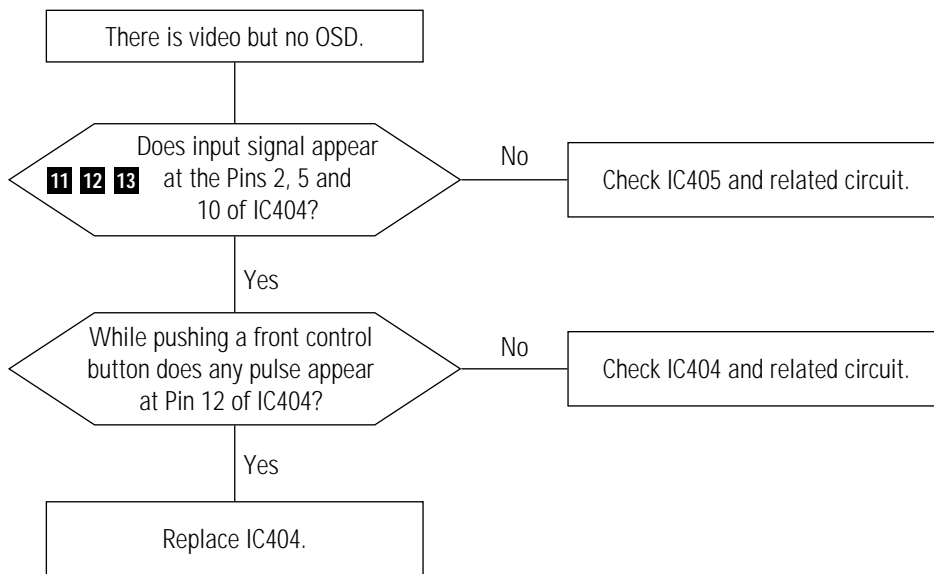 There is video but no OSD.
Does input signal appear
11 12 13 at the Pins 2, 5 and
10 of IC404?
No
Check IC405 and related circuit.
Yes
While pushing a front control
button does any pulse appear
at Pin 12 of IC404?
No
Check IC404 and related circuit.
Yes
Replace IC404.